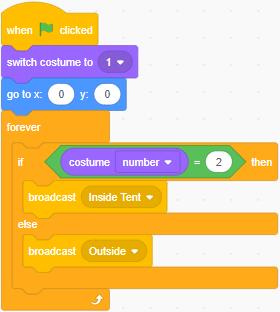 when clicked
switch costume to 1
go to x: 0 y: 0
forever
if costume number = 2 then
broadcast Inside Tent
else
broadcast Outside